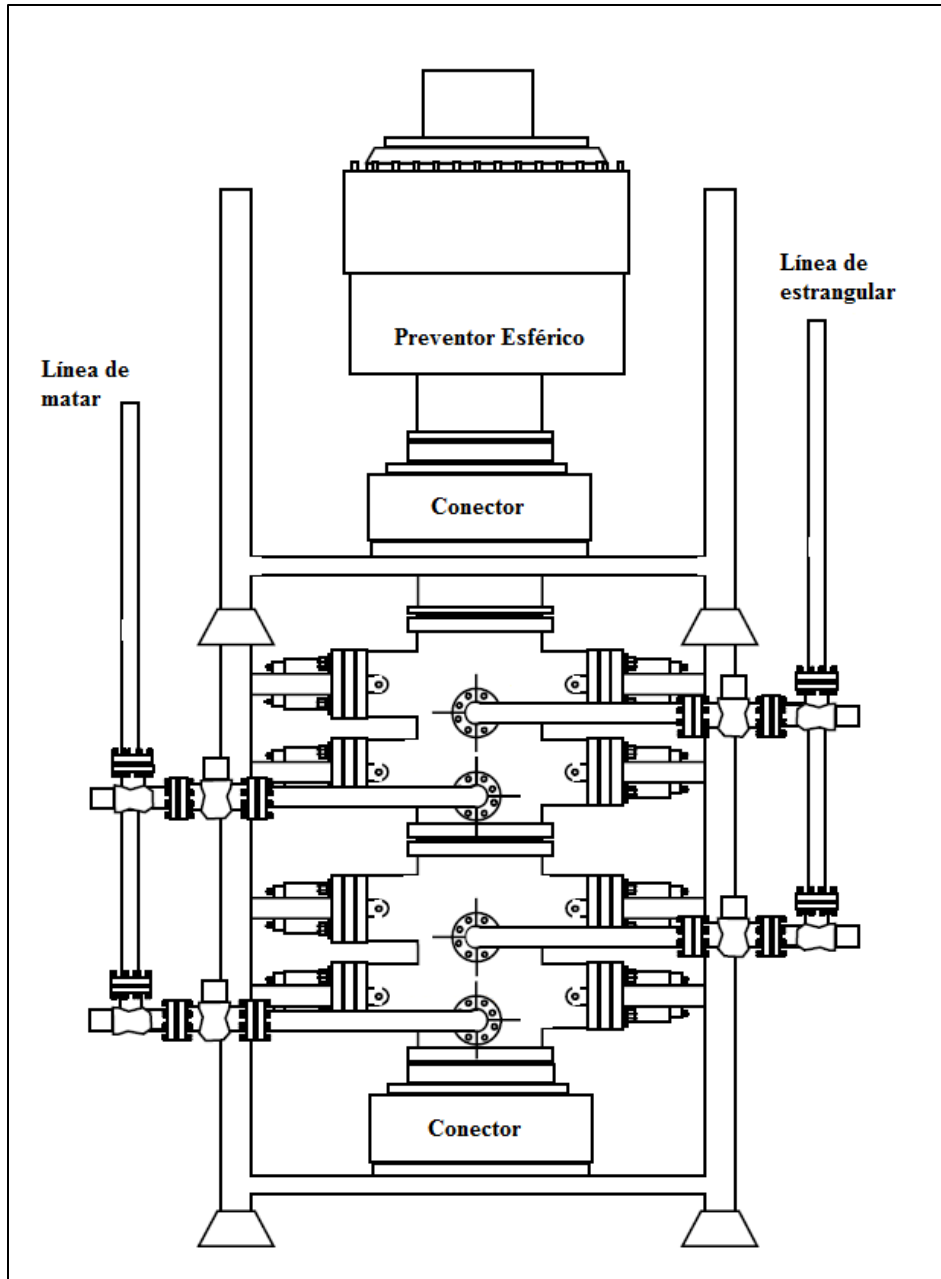 Línea de
estrangular
Preventor Esférico
Línea de
matar
Conector
Conector